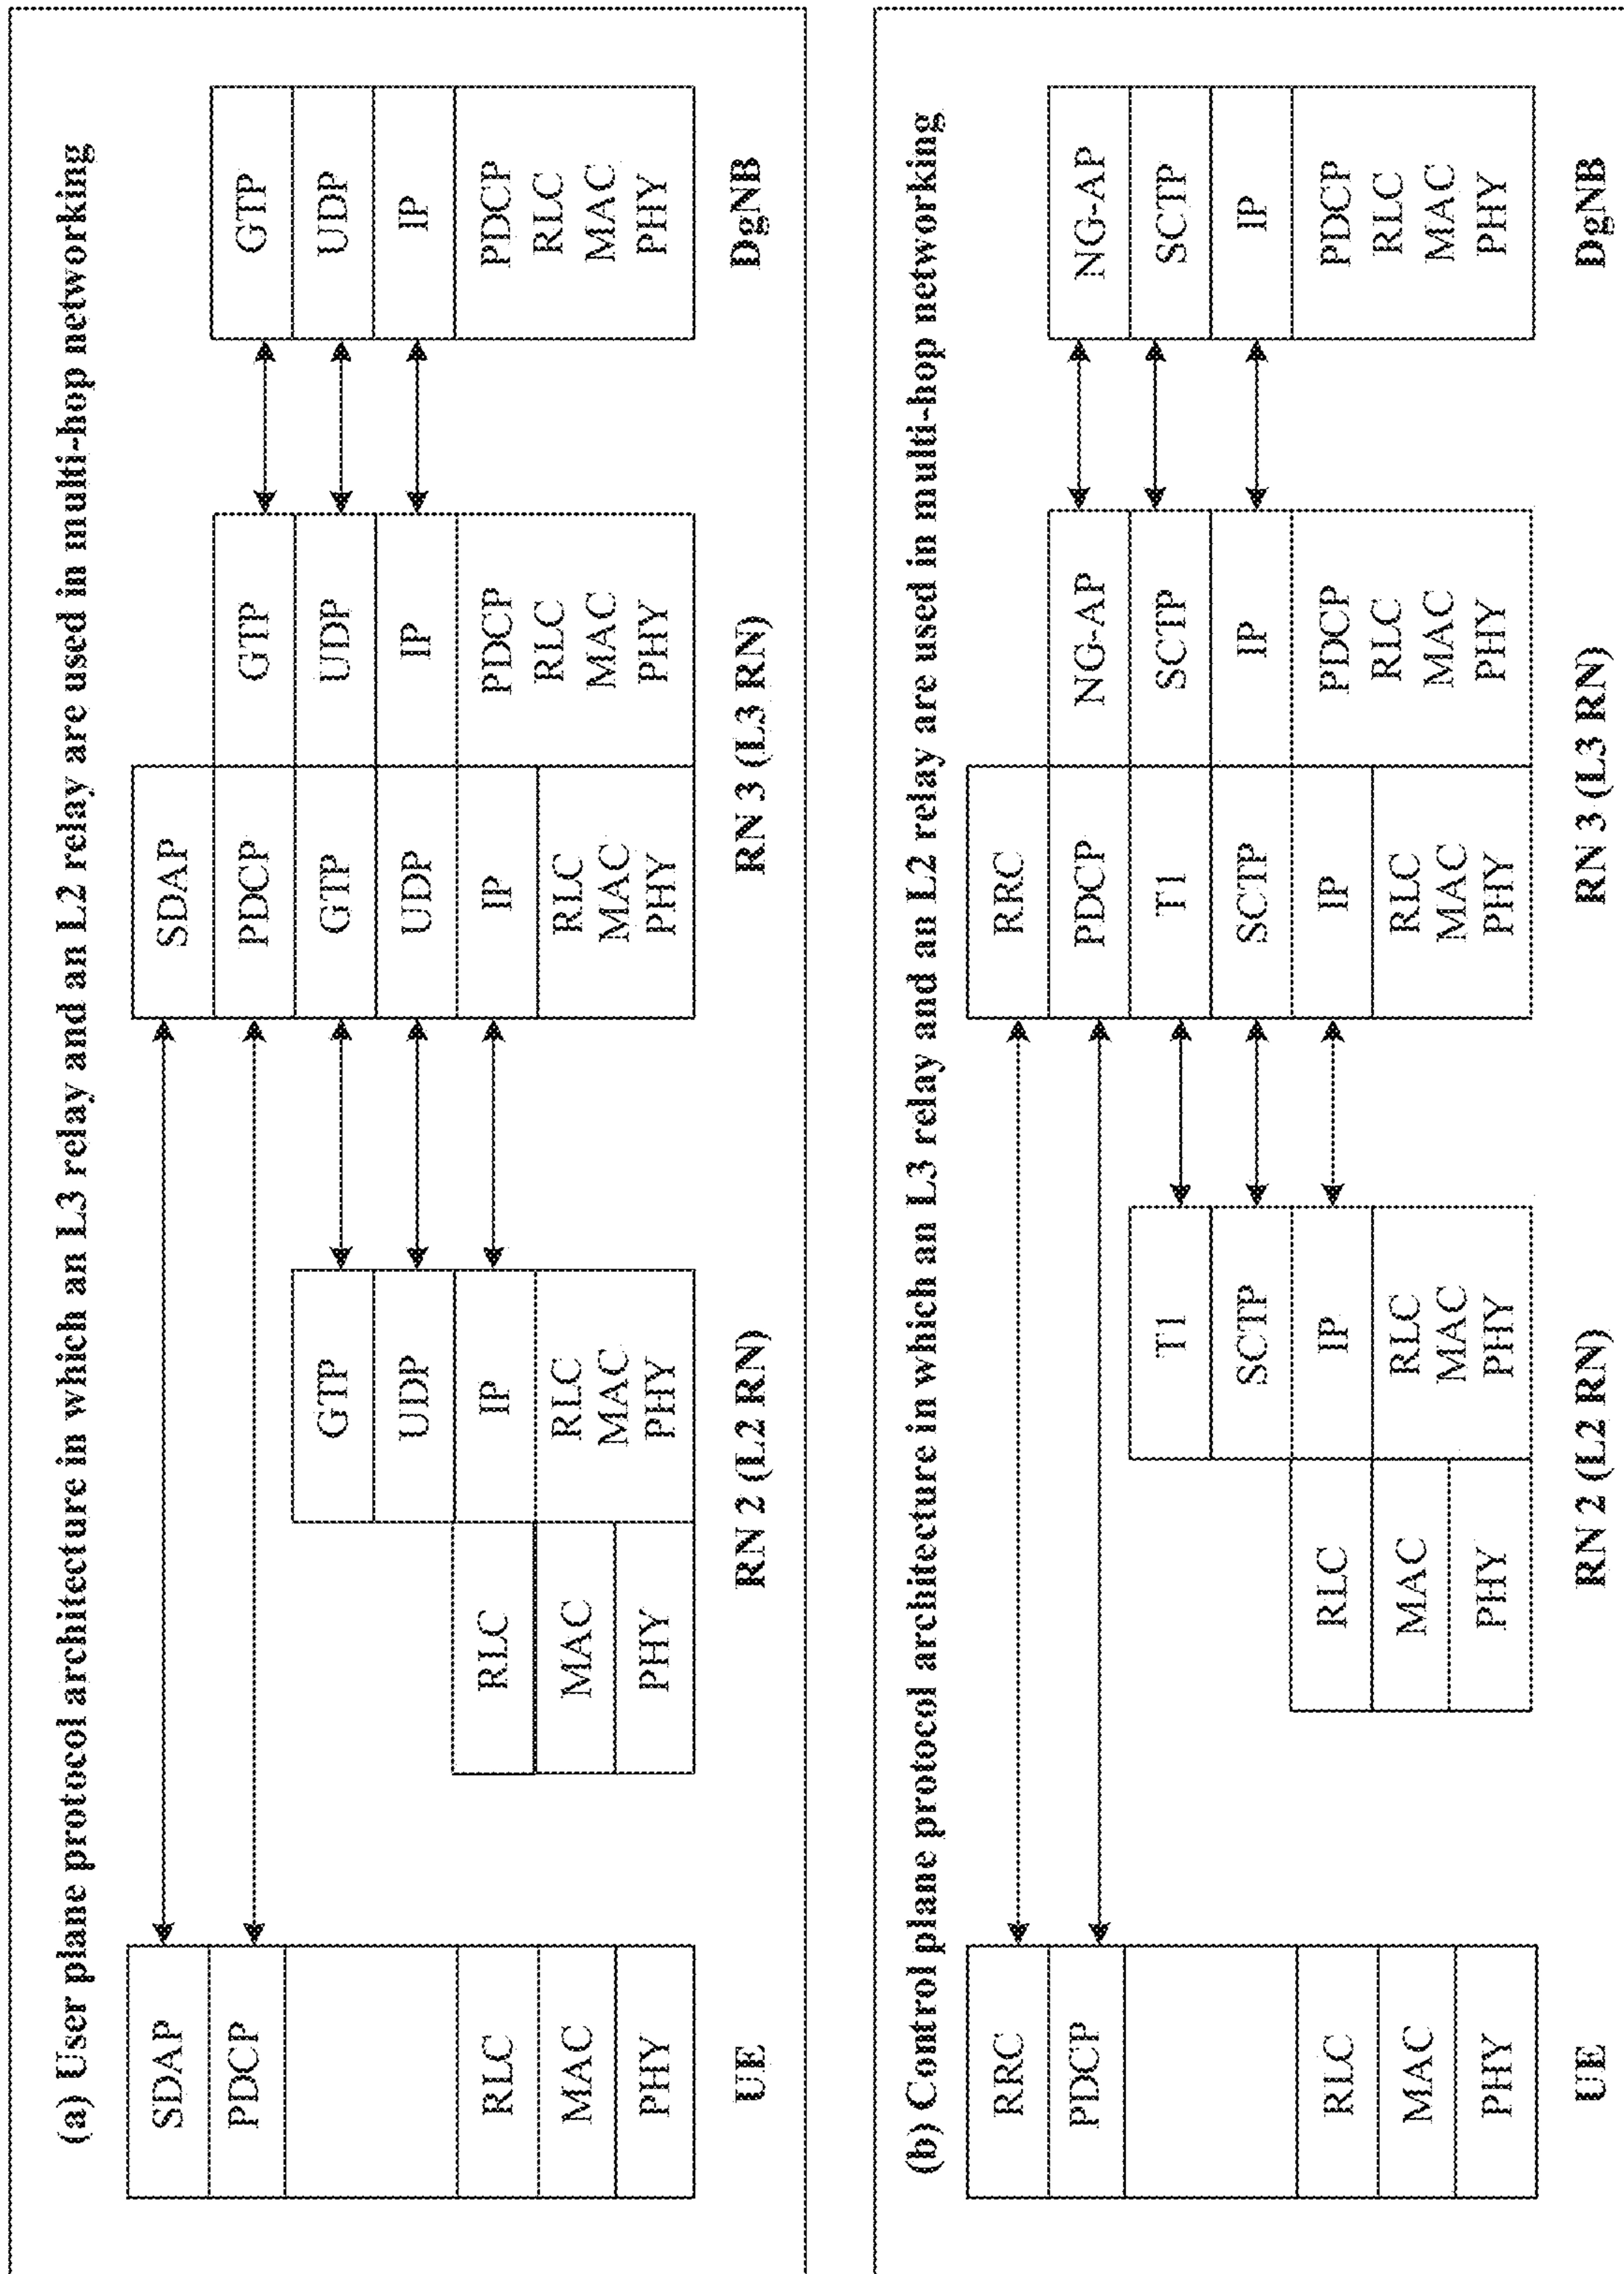 (a) User plane protocol architecture in which an L3 relay and an L2 relay are used in multi-hop networking
SDAP
PDCP
RLC
MAC
PHY
UE
RLC
MAC
PHY
GTP
UDP
IP
RLC
MAC
PHY
RN 2 (L2 RN)
SDAP
PDCP
GTP
UDP
IP
RLC
MAC
PHY
GTP
UDP
IP
PDCP
RLC
MAC
PHY
RN 3 (L3 RN)
GTP
UDP
IP
PDCP
RLC
MAC
PHY
DgNB
(b) Control plane protocol architecture in which an L3 relay and an L2 relay are used in multi-hop networking
RRC
PDCP
RLC
MAC
PHY
UE
RLC
MAC
PHY
T1
SCTP
IP
RLC
MAC
PHY
RN 2 (L2 RN)
RRC
PDCP
T1
SCTP
IP
RLC
MAC
PHY
NG-AP
SCTP
IP
PDCP
RLC
MAC
PHY
RN 3 (L3 RN)
NG-AP
SCTP
IP
PDCP
RLC
MAC
PHY
DgNB